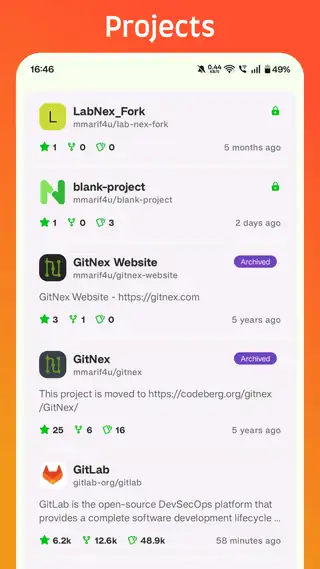 Projects
16:46
0,44
KB/s
49%
L
LabNex_Fork
mmarif4u/lab-nex-fork
1 0 0 5 months ago
blank-project
mmarif4u/blank-project
1 0 3 2 days ago
GitNex Website
Archived
mmarif4u/gitnex-website
GitNex Website - https://gitnex.com
3 1 0 5 years ago
GitNex
Archived
mmarif4u/gitnex
This project is moved to https://codeberg.org/gitnex
/GitNex/
25 6 16 5 years ago
GitLab
gitlab-org/gitlab
GitLab is the open-source DevSecOps platform that
provides a complete software development lifecycle ...
6.2k 12.6k 48.9k 58 minutes ago